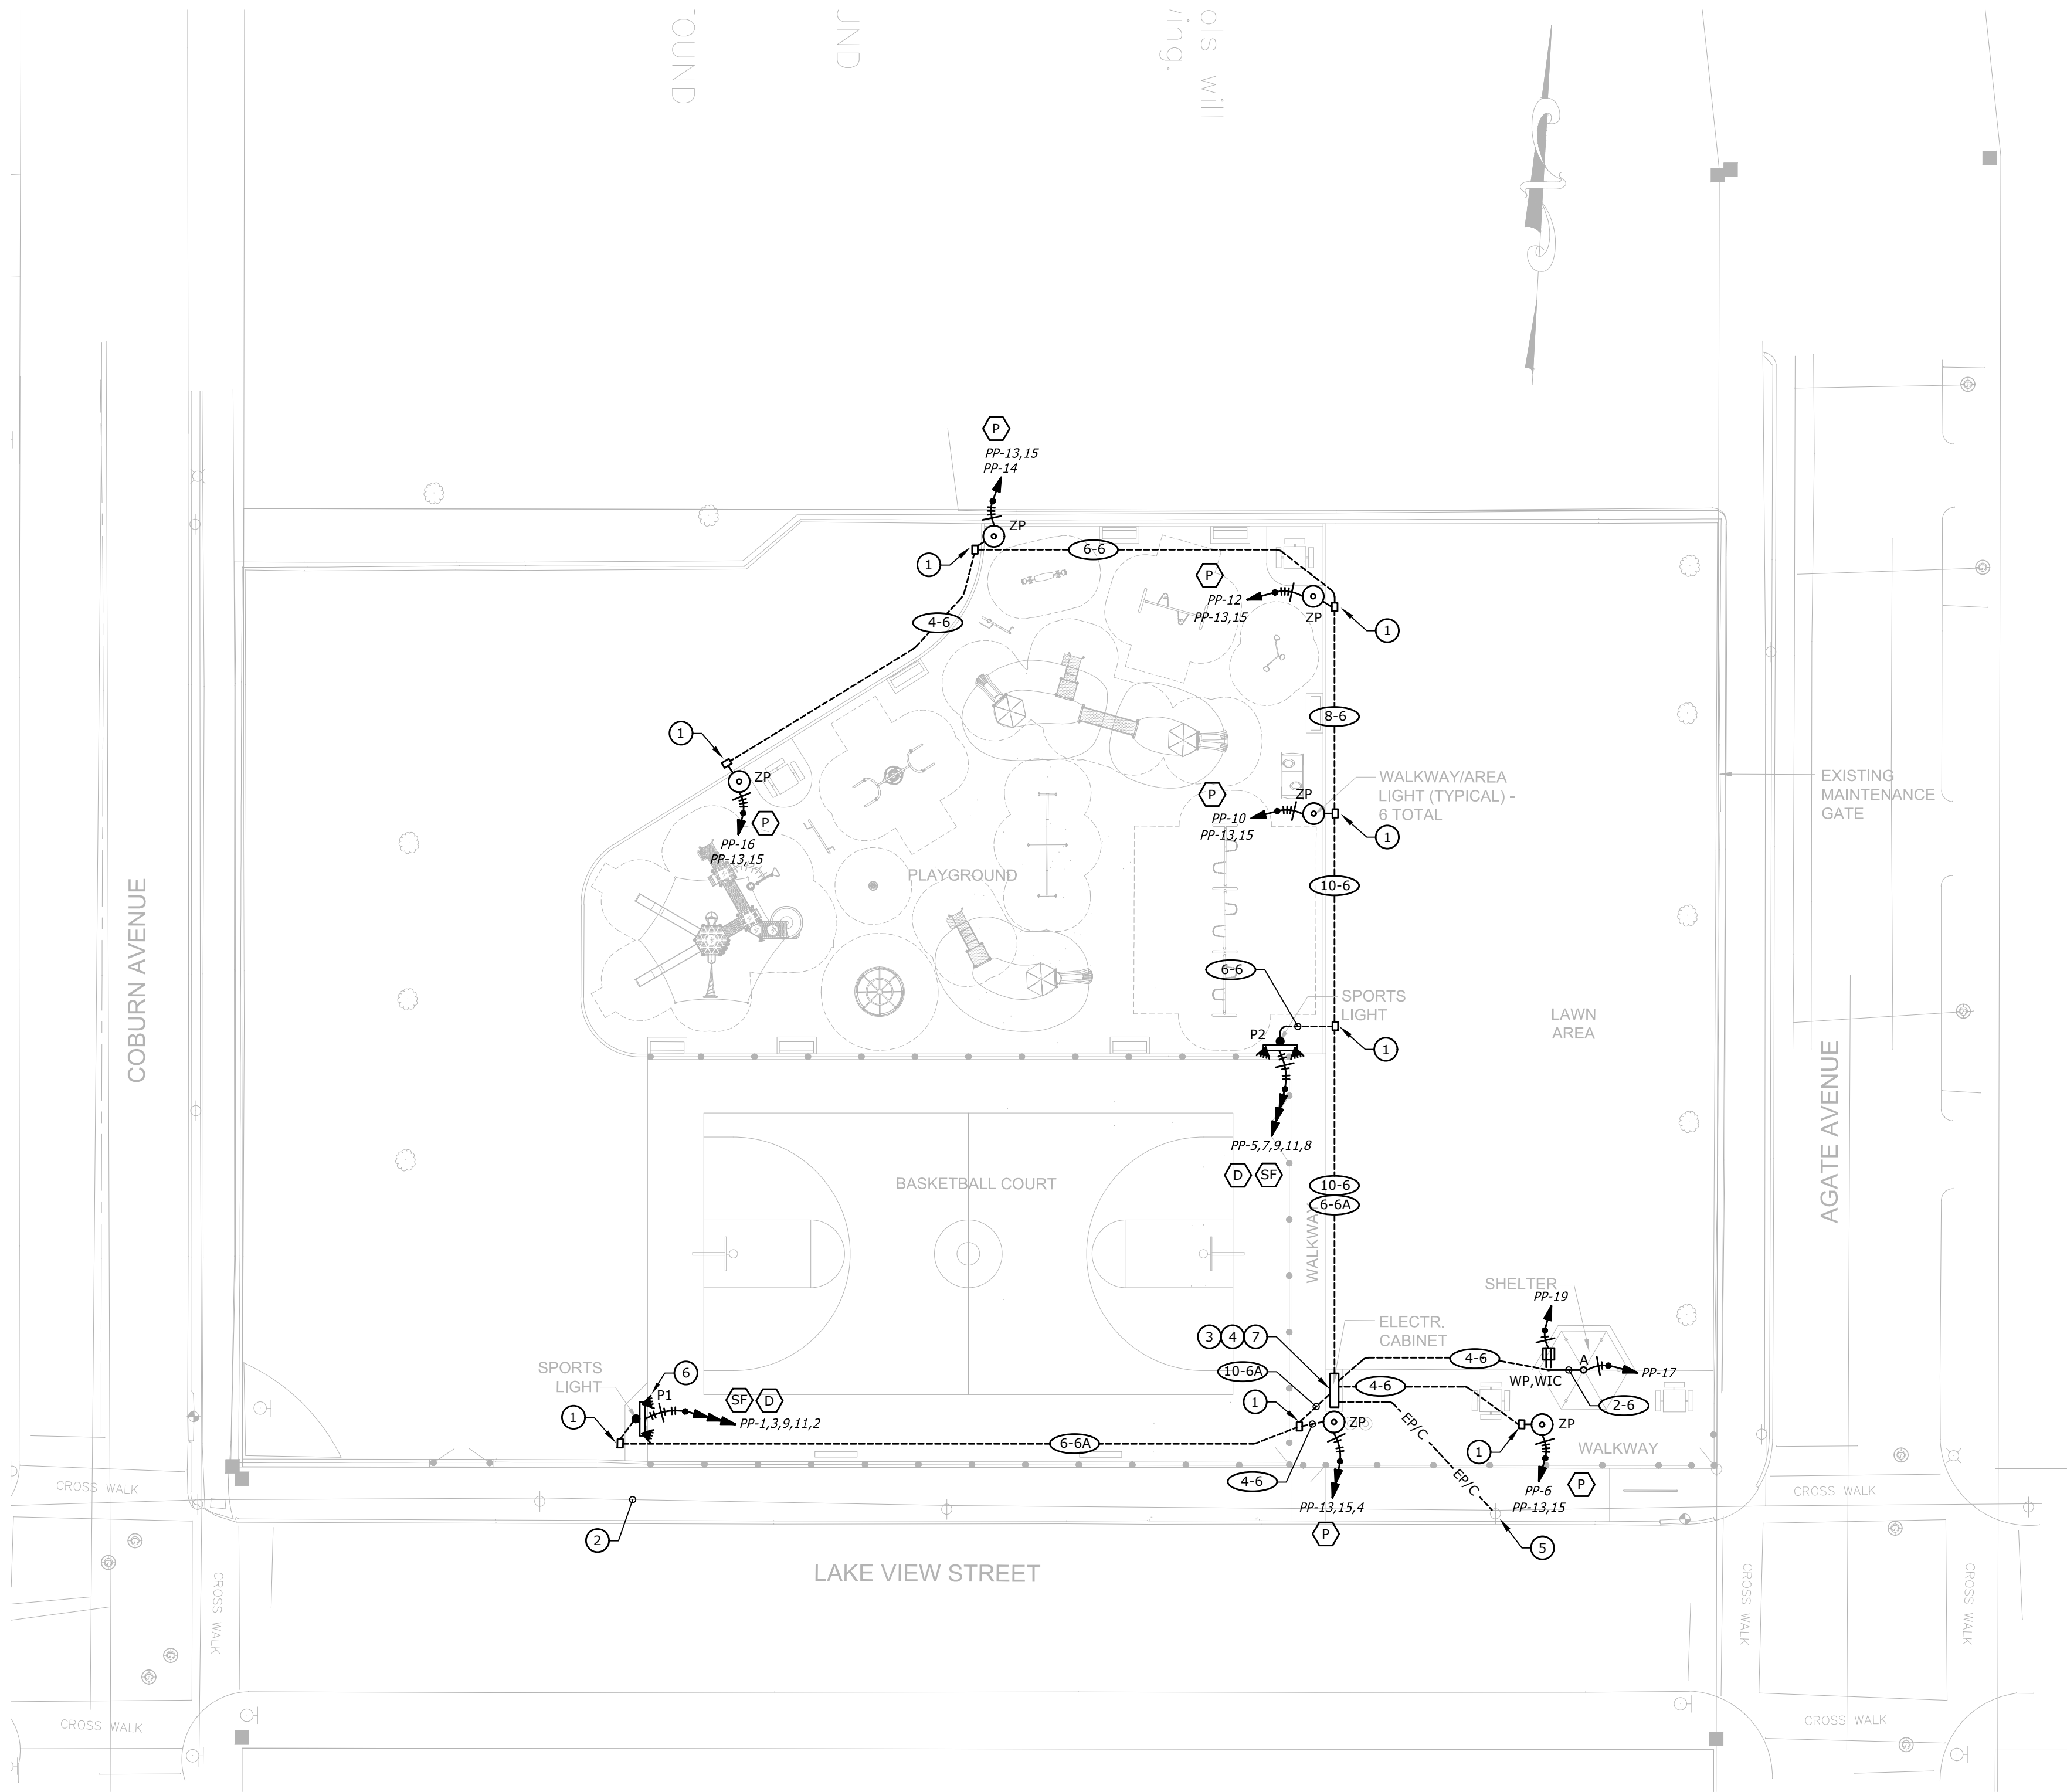 OUND
UND
ols will
ing.
P
PP-13,15
PP-14
ZP
1
6-6
P
PP-12
PP-13,15
ZP
1
4-6
8-6
1
ZP
P
PP-16
PP-13,15
WALKWAY/AREA
LIGHT (TYPICAL) -
6 TOTAL
EXISTING
MAINTENANCE
GATE
P
ZP
PP-10
PP-13,15
1
PLAYGROUND
10-6
COBURN AVENUE
6-6
SPORTS
LIGHT
LAWN
AREA
P2
1
AGATE AVENUE
PP-5,7,9,11,8
D
SF
BASKETBALL COURT
10-6
6-6A
WALKWAY
SHELTER
PP-19
ELECTR.
CABINET
3
4
7
10-6A
4-6
A
PP-17
WP,WIC
2-6
SPORTS
LIGHT
6
P1
SF
D
PP-1,3,9,11,2
1
1
4-6
ZP
ZP
6-6A
1
WALKWAY
EP/C
EP/C
4-6
PP-13,15,4
P
PP-6
PP-13,15
P
CROSS WALK
CROSS WALK
2
5
LAKE VIEW STREET
CROSS WALK
CROSS WALK
CROSS WALK
CROSS WALK
CROSS WALK